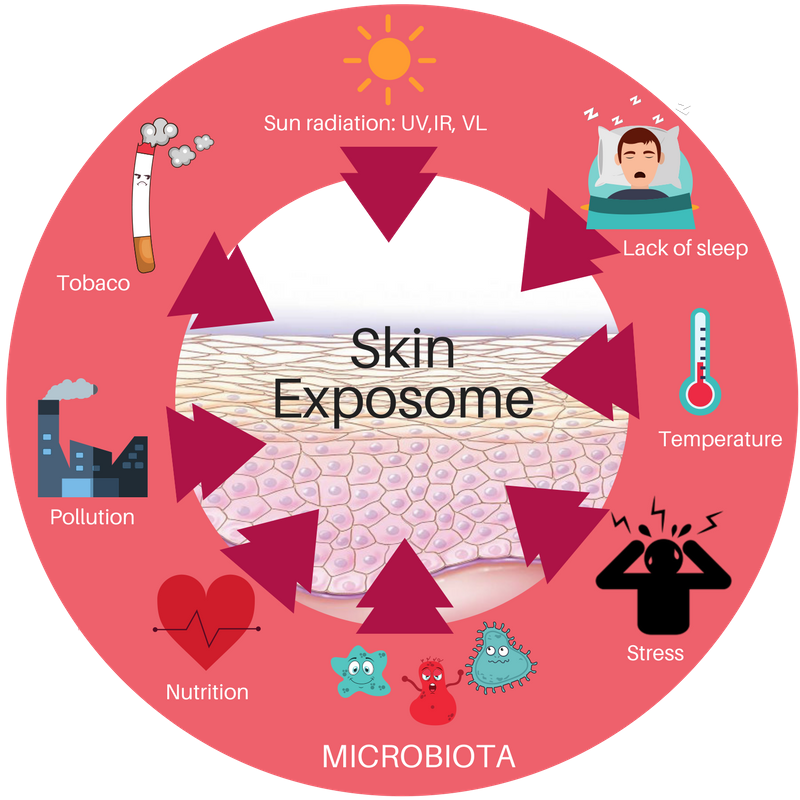 Sun radiation: UV,IR, VL
z z z z z
Lack of sleep
Tobaco
Skin
Exposome
Temperature
Pollution
Stress
Nutrition
MICROBIOTA